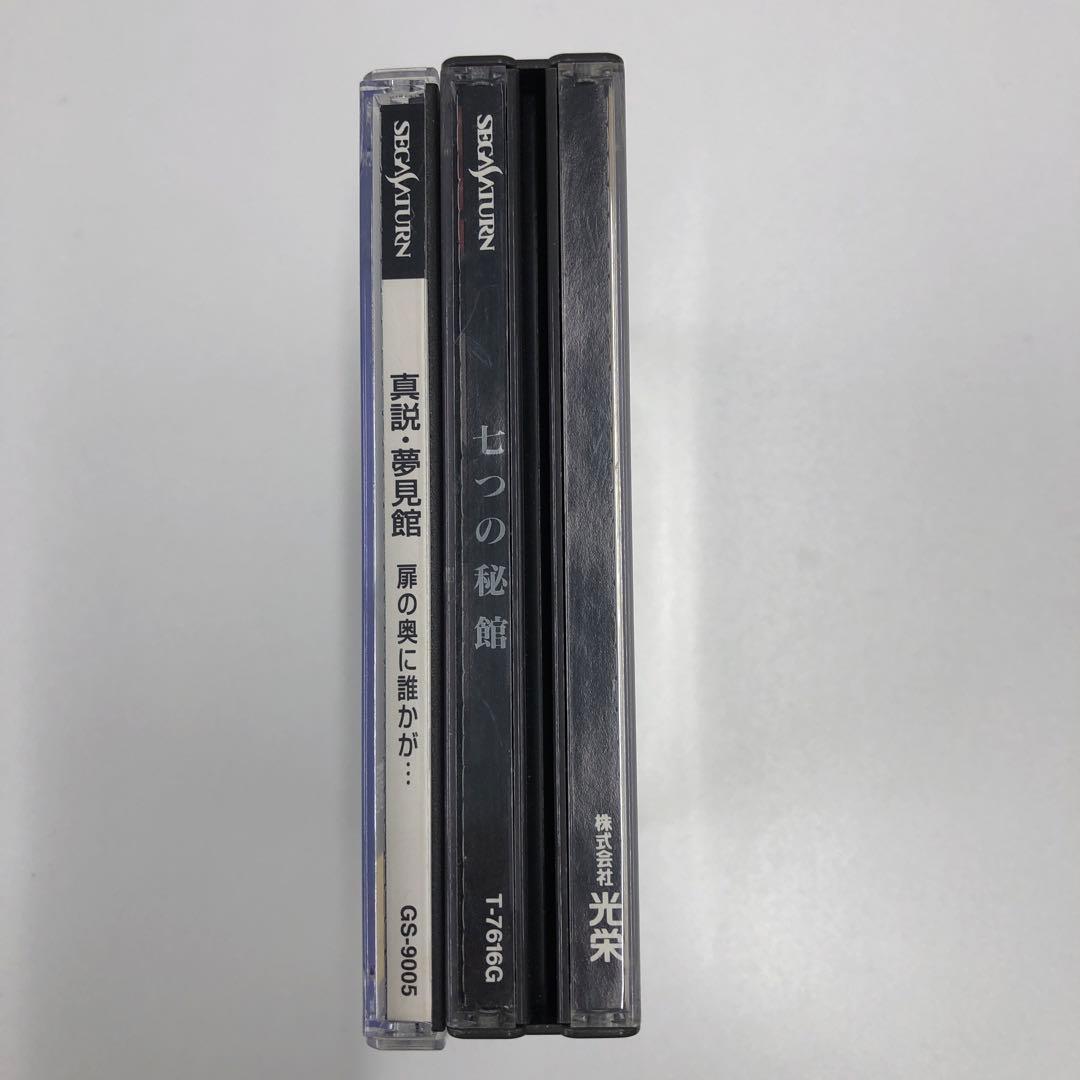 SEGA SATURN
真説・夢見館
扉の奥に誰かが…
GS-9005
SEGA SATURN
七つの秘館
T-7616G
株式会社
光栄